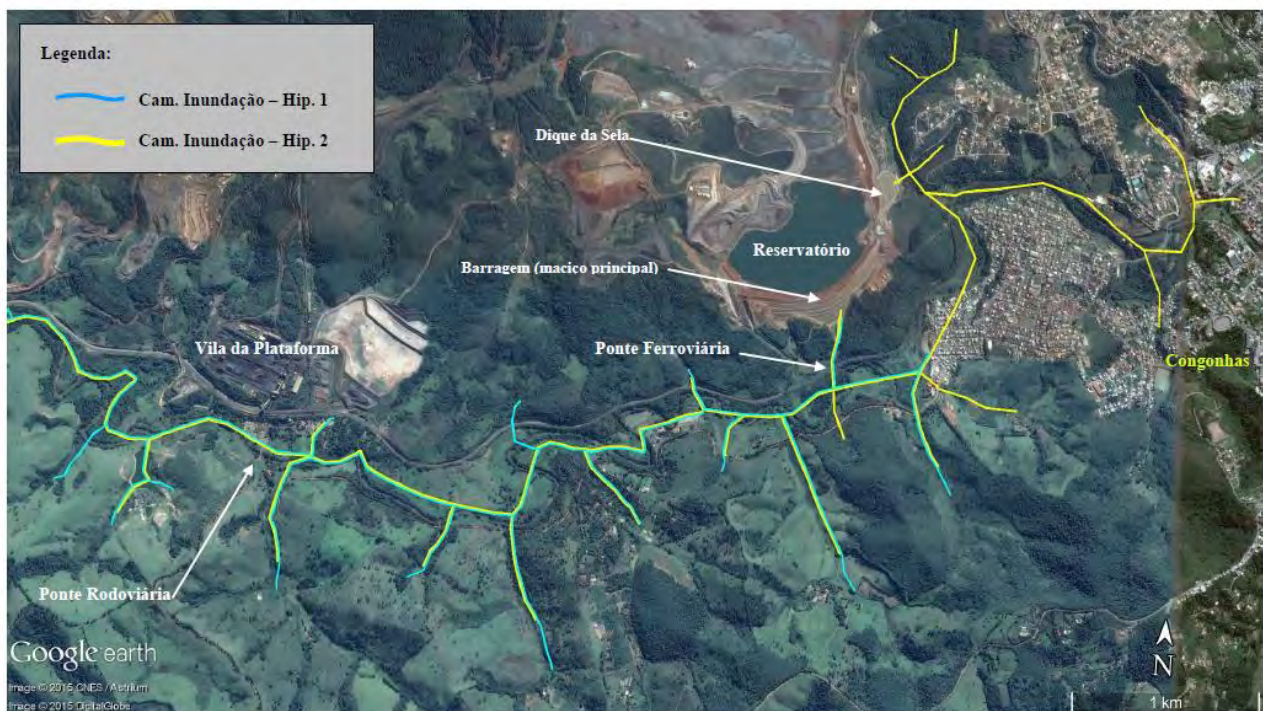 Legenda:
Cam. Inundação – Hip. 1
Cam. Inundação – Hip. 2
Dique da Sela
Reservatório
Barragem (maciço principal)
Vila da Plataforma
Ponte Ferroviária
Congonhas
Ponte Rodoviária
Google earth
Image © 2015 CNES / Astrium
Image © 2015 DigitalGlobe
N
1 km